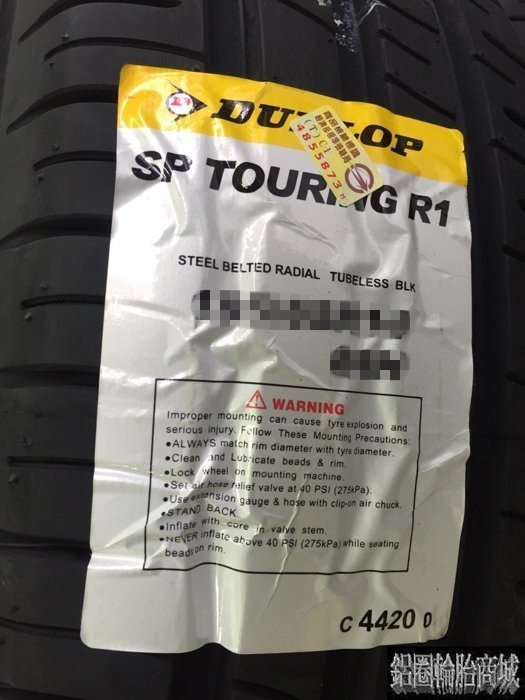 DUNLOP
(T) C1
4855873
SP TOURING R1
STEEL BELTED RADIAL TUBELESS BLK
WARNING
Improper mounting can cause tyre explosion and
serious injury. Follow These Mounting Precautions:
•ALWAYS match rim diameter with tyre diameter.
•Clean and Lubricate beads & rim.
•Lock wheel on mounting machine.
•Set air hose relief valve at 40 PSI (275kPa).
•Use extension gauge & hose with clip-on air chuck.
•STAND BACK.
•Inflate with core in valve stem.
•NEVER inflate above 40 PSI (275kPa) while seating
beads on rim.
C 4420 0
鋁圈輪胎商城